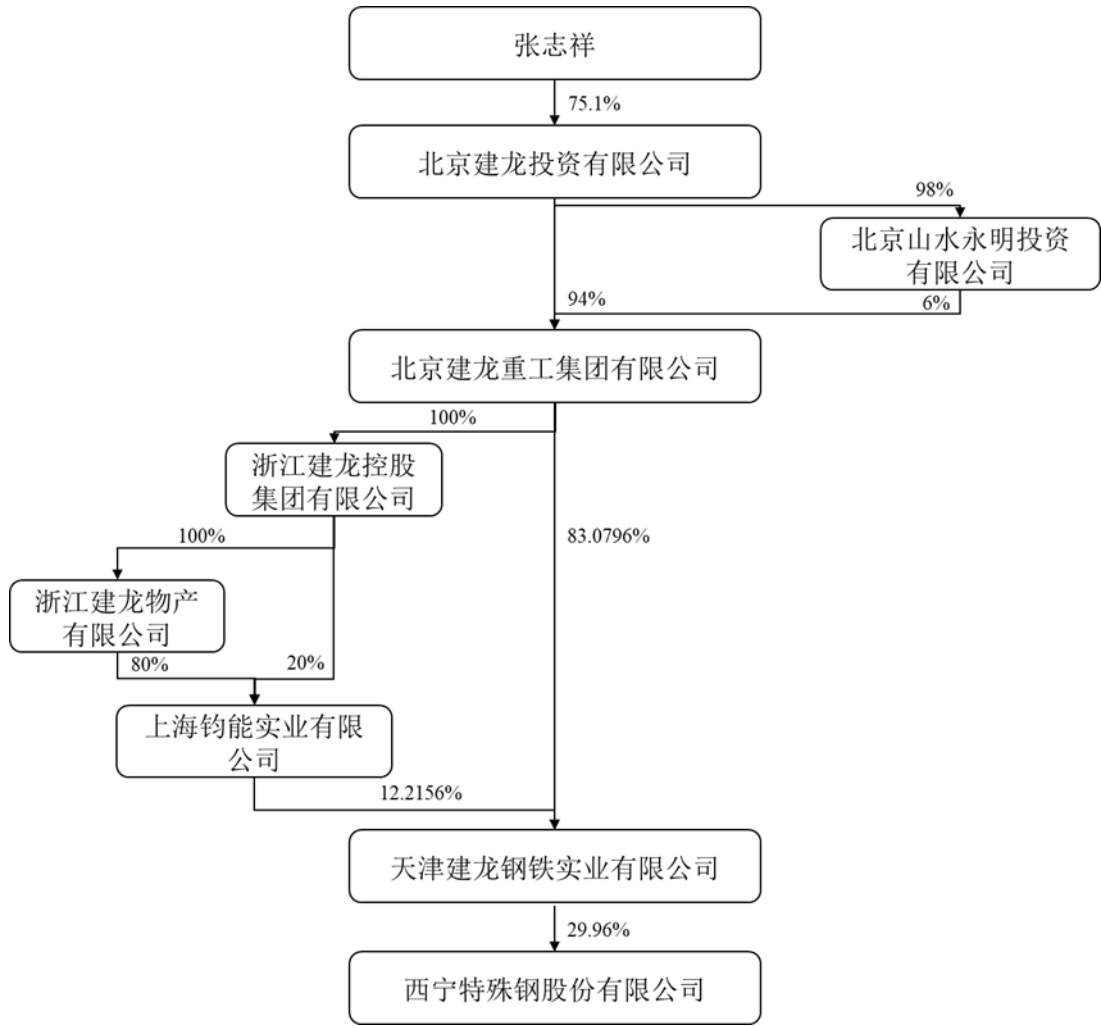 张志祥
75.1%
北京建龙投资有限公司
98%
北京山水永明投资
有限公司
94%
6%
北京建龙重工集团有限公司
100%
浙江建龙控股
集团有限公司
100%
83.0796%
浙江建龙物产
有限公司
80%
20%
上海钧能实业有限
公司
12.2156%
天津建龙钢铁实业有限公司
29.96%
西宁特殊钢股份有限公司